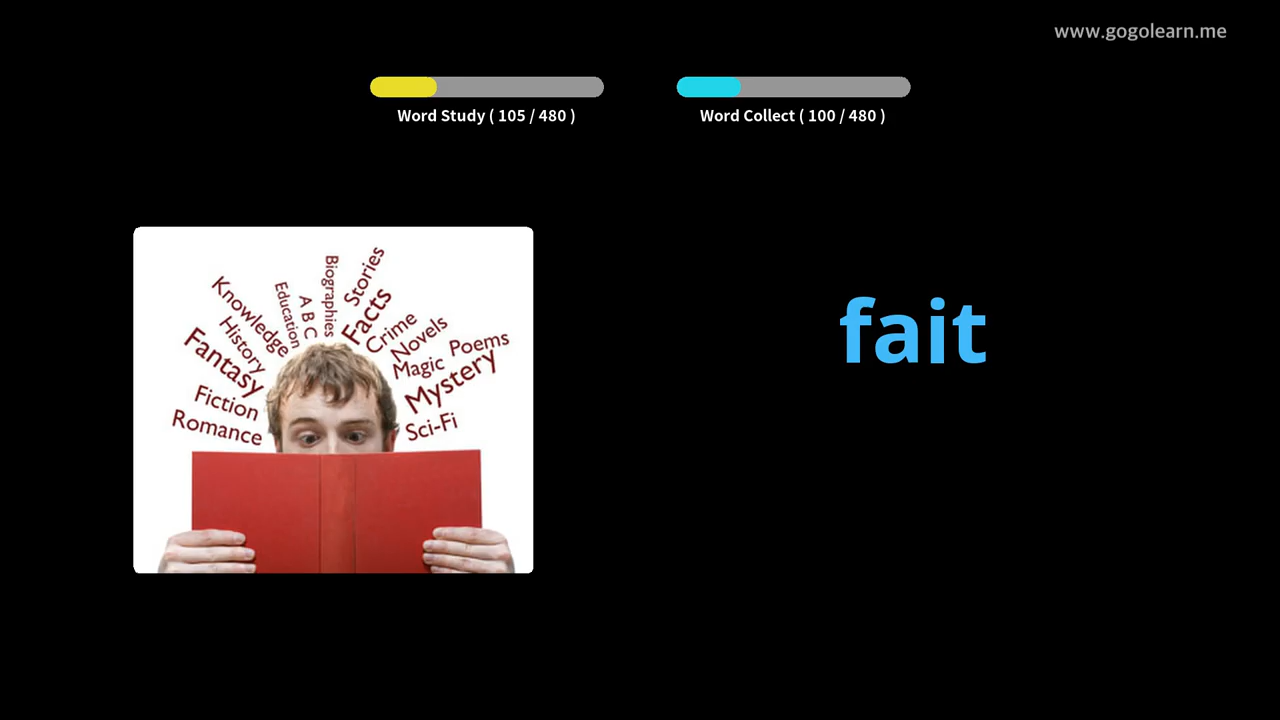 www.gogolearn.me
Word Study ( 105 / 480 )
Word Collect ( 100 / 480 )
Biographies
Stories
Education
A B C
Facts
Knowledge
Crime
History
Novels
Fantasy
Magic
Poems
Mystery
Fiction
Romance
Sci-Fi
fait